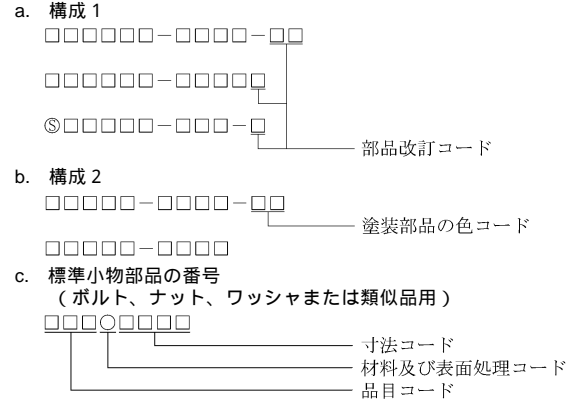 a. 構成1
□□□□□□－□□□□－□□
□□□□□□－□□□□□
Ⓢ□□□□□－□□□－□
部品改訂コード
b. 構成2
□□□□□－□□□□－□□
塗装部品の色コード
□□□□□－□□□□
c. 標準小物部品の番号
（ボルト、ナット、ワッシャまたは類似品用）
□□□○□□□□
寸法コード
材料及び表面処理コード
品目コード